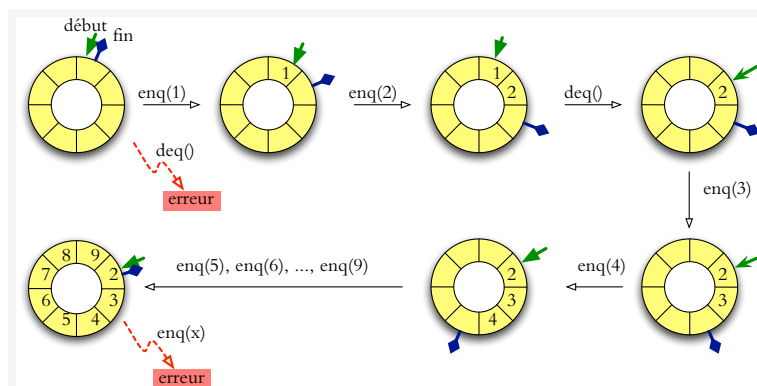 début
fin
enq(1)
1
enq(2)
1
2
deq()
2
deq()
erreur
enq(3)
2
3
enq(4)
2
3
4
enq(5), enq(6), ..., enq(9)
8
9
7
2
6
3
5
4
enq(x)
erreur